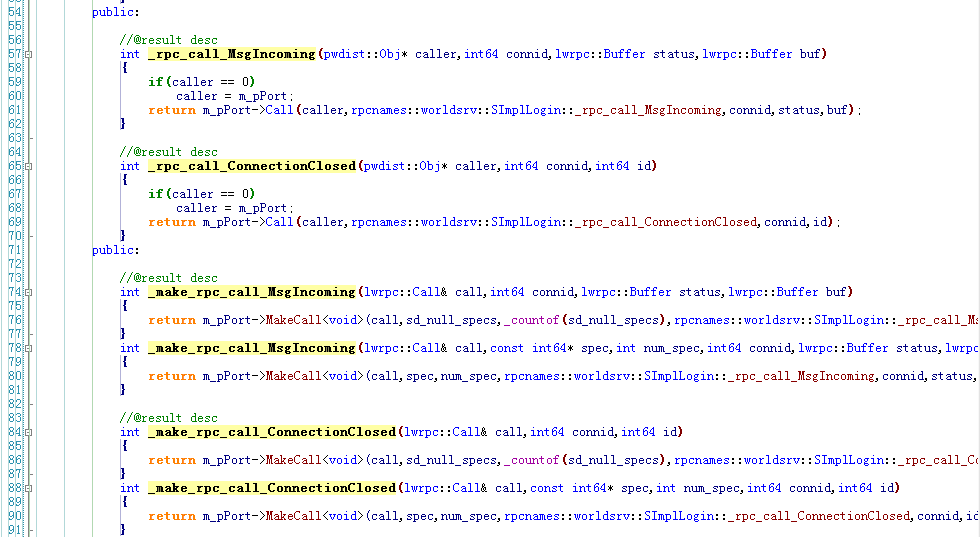 54 public:
55
56 //@result desc
57 int _rpc_call_MsgIncoming(pwdist::Obj* caller,int64 connid,lwrpc::Buffer status,lwrpc::Buffer buf)
58 {
59 if(caller == 0)
60 caller = m_pPort;
61 return m_pPort->Call(caller,rpcnames::worldsrv::SImplLogin::_rpc_call_MsgIncoming,connid,status,buf);
62 }
63
64 //@result desc
65 int _rpc_call_ConnectionClosed(pwdist::Obj* caller,int64 connid,int64 id)
66 {
67 if(caller == 0)
68 caller = m_pPort;
69 return m_pPort->Call(caller,rpcnames::worldsrv::SImplLogin::_rpc_call_ConnectionClosed,connid,id);
70 }
71 public:
72
73 //@result desc
74 int _make_rpc_call_MsgIncoming(lwrpc::Call& call,int64 connid,lwrpc::Buffer status,lwrpc::Buffer buf)
75 {
76 return m_pPort->MakeCall<void>(call,sd_null_specs,_countof(sd_null_specs),rpcnames::worldsrv::SImplLogin::_rpc_call_Ms
77 }
78 int _make_rpc_call_MsgIncoming(lwrpc::Call& call,const int64* spec,int num_spec,int64 connid,lwrpc::Buffer status,lwrpc
79 {
80 return m_pPort->MakeCall<void>(call,spec,num_spec,rpcnames::worldsrv::SImplLogin::_rpc_call_MsgIncoming,connid,status,
81 }
82
83 //@result desc
84 int _make_rpc_call_ConnectionClosed(lwrpc::Call& call,int64 connid,int64 id)
85 {
86 return m_pPort->MakeCall<void>(call,sd_null_specs,_countof(sd_null_specs),rpcnames::worldsrv::SImplLogin::_rpc_call_Co
87 }
88 int _make_rpc_call_ConnectionClosed(lwrpc::Call& call,const int64* spec,int num_spec,int64 connid,int64 id)
89 {
90 return m_pPort->MakeCall<void>(call,spec,num_spec,rpcnames::worldsrv::SImplLogin::_rpc_call_ConnectionClosed,connid,id
91 }